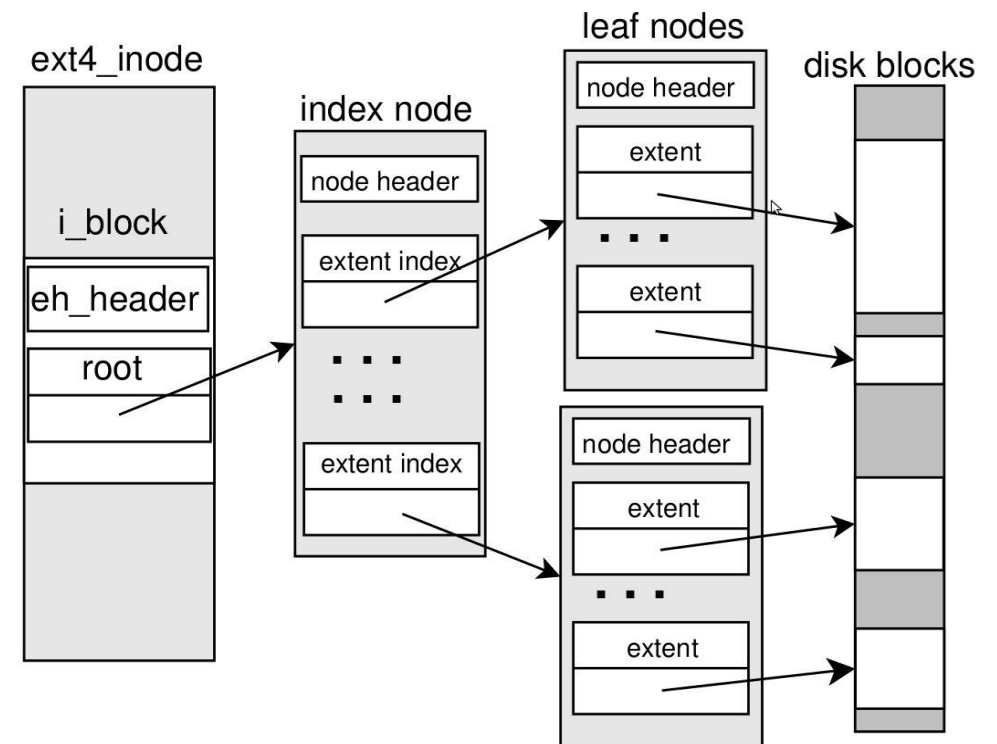 ext4_inode
i_block
eh_header
root
index node
node header
extent index
. . .
. . .
extent index
leaf nodes
node header
extent
. . .
extent
node header
extent
. . .
extent
disk blocks